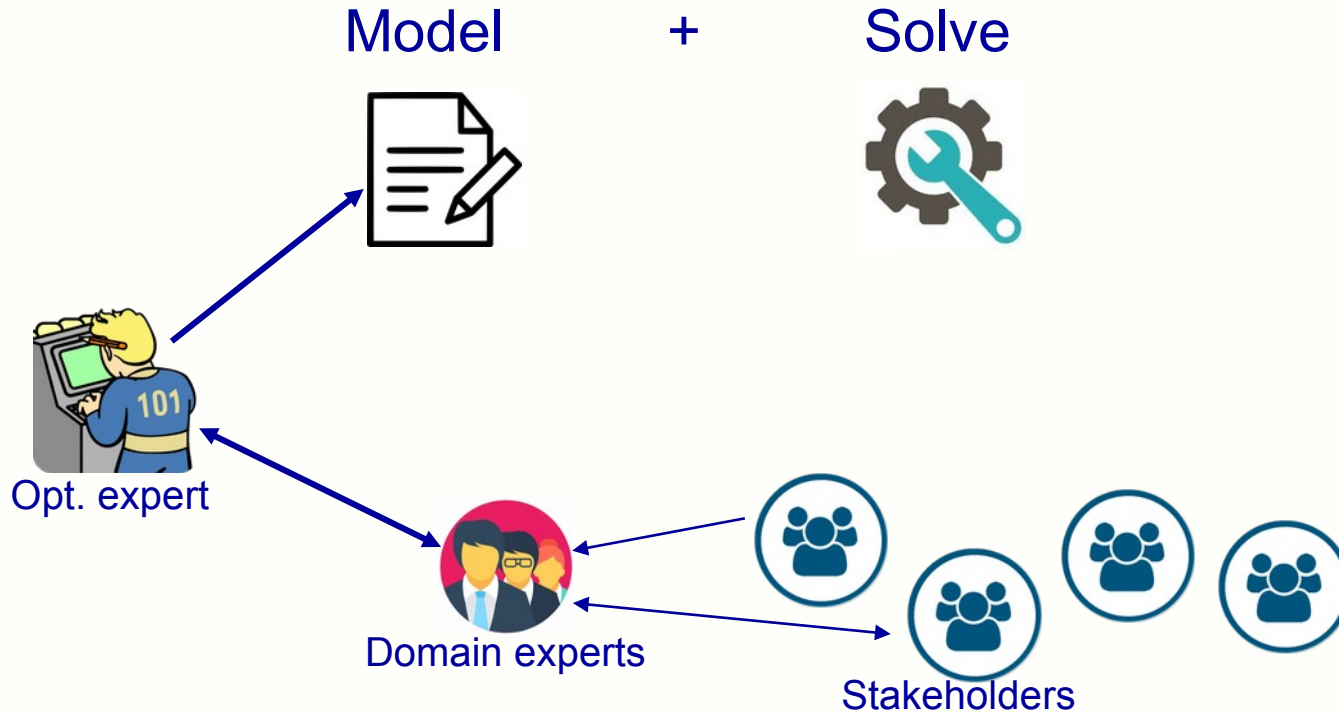 Model + Solve
101
Opt. expert
Domain experts
Stakeholders